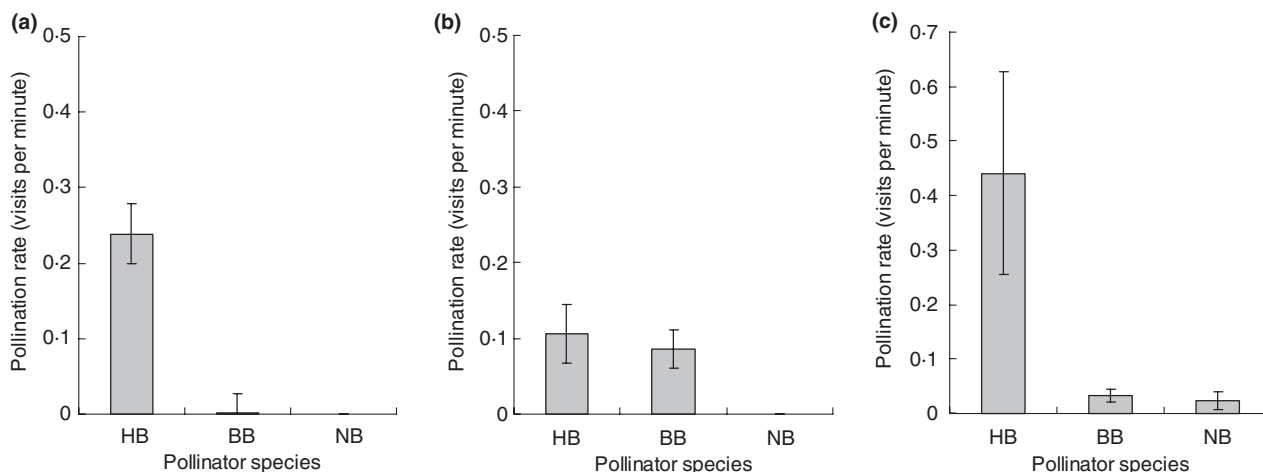 (a)
0·5
0·4
0·3
0·2
0·1
0
Pollination rate (visits per minute)
HB BB NB
Pollinator species
(b)
0·5
0·4
0·3
0·2
0·1
0
Pollination rate (visits per minute)
HB BB NB
Pollinator species
(c)
0·7
0·6
0·5
0·4
0·3
0·2
0·1
0
Pollination rate (visits per minute)
HB BB NB
Pollinator species